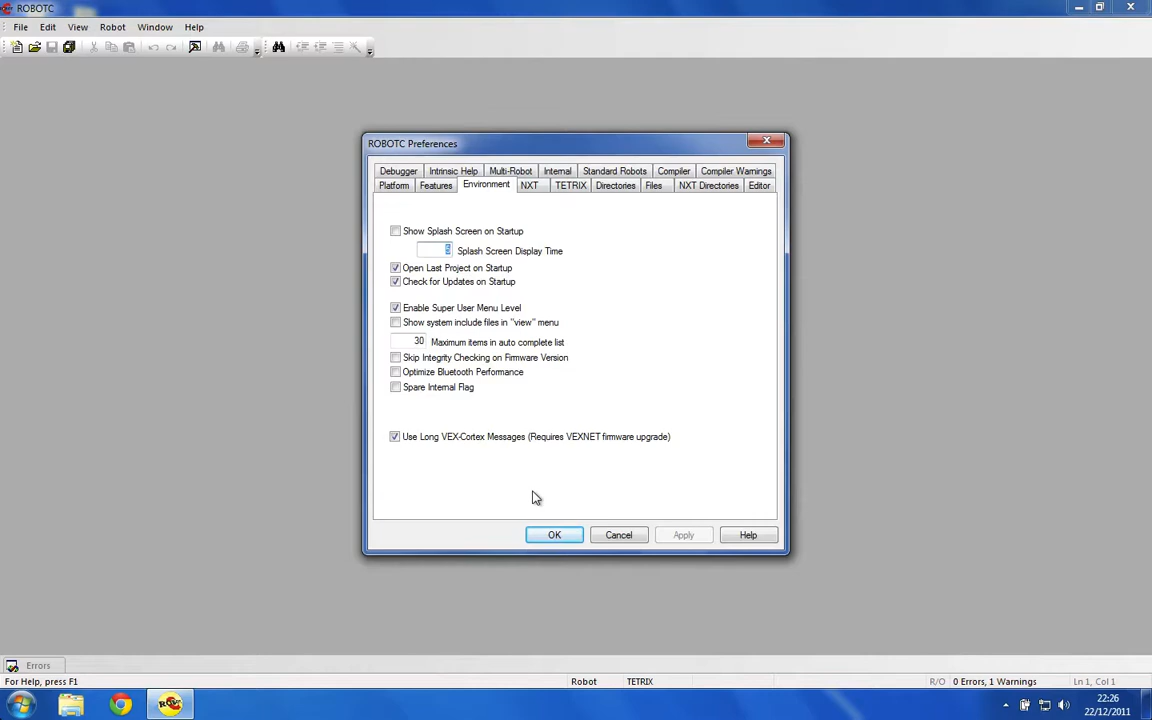 ROBOTC
File Edit View Robot Window Help
ROBOTC Preferences
Debugger Intrinsic Help Multi-Robot Internal Standard Robots Compiler Compiler Warnings
Platform Features Environment NXT TETRIX Directories Files NXT Directories Editor
Show Splash Screen on Startup
5 Splash Screen Display Time
Open Last Project on Startup
Check for Updates on Startup
Enable Super User Menu Level
Show system include files in "view" menu
30 Maximum items in auto complete list
Skip Integrity Checking on Firmware Version
Optimize Bluetooth Performance
Spare Internal Flag
Use Long VEX-Cortex Messages (Requires VEXNET firmware upgrade)
OK Cancel Apply Help
Errors
For Help, press F1 Robot TETRIX R/O 0 Errors, 1 Warnings Ln 1, Col 1
22:26
22/12/2011